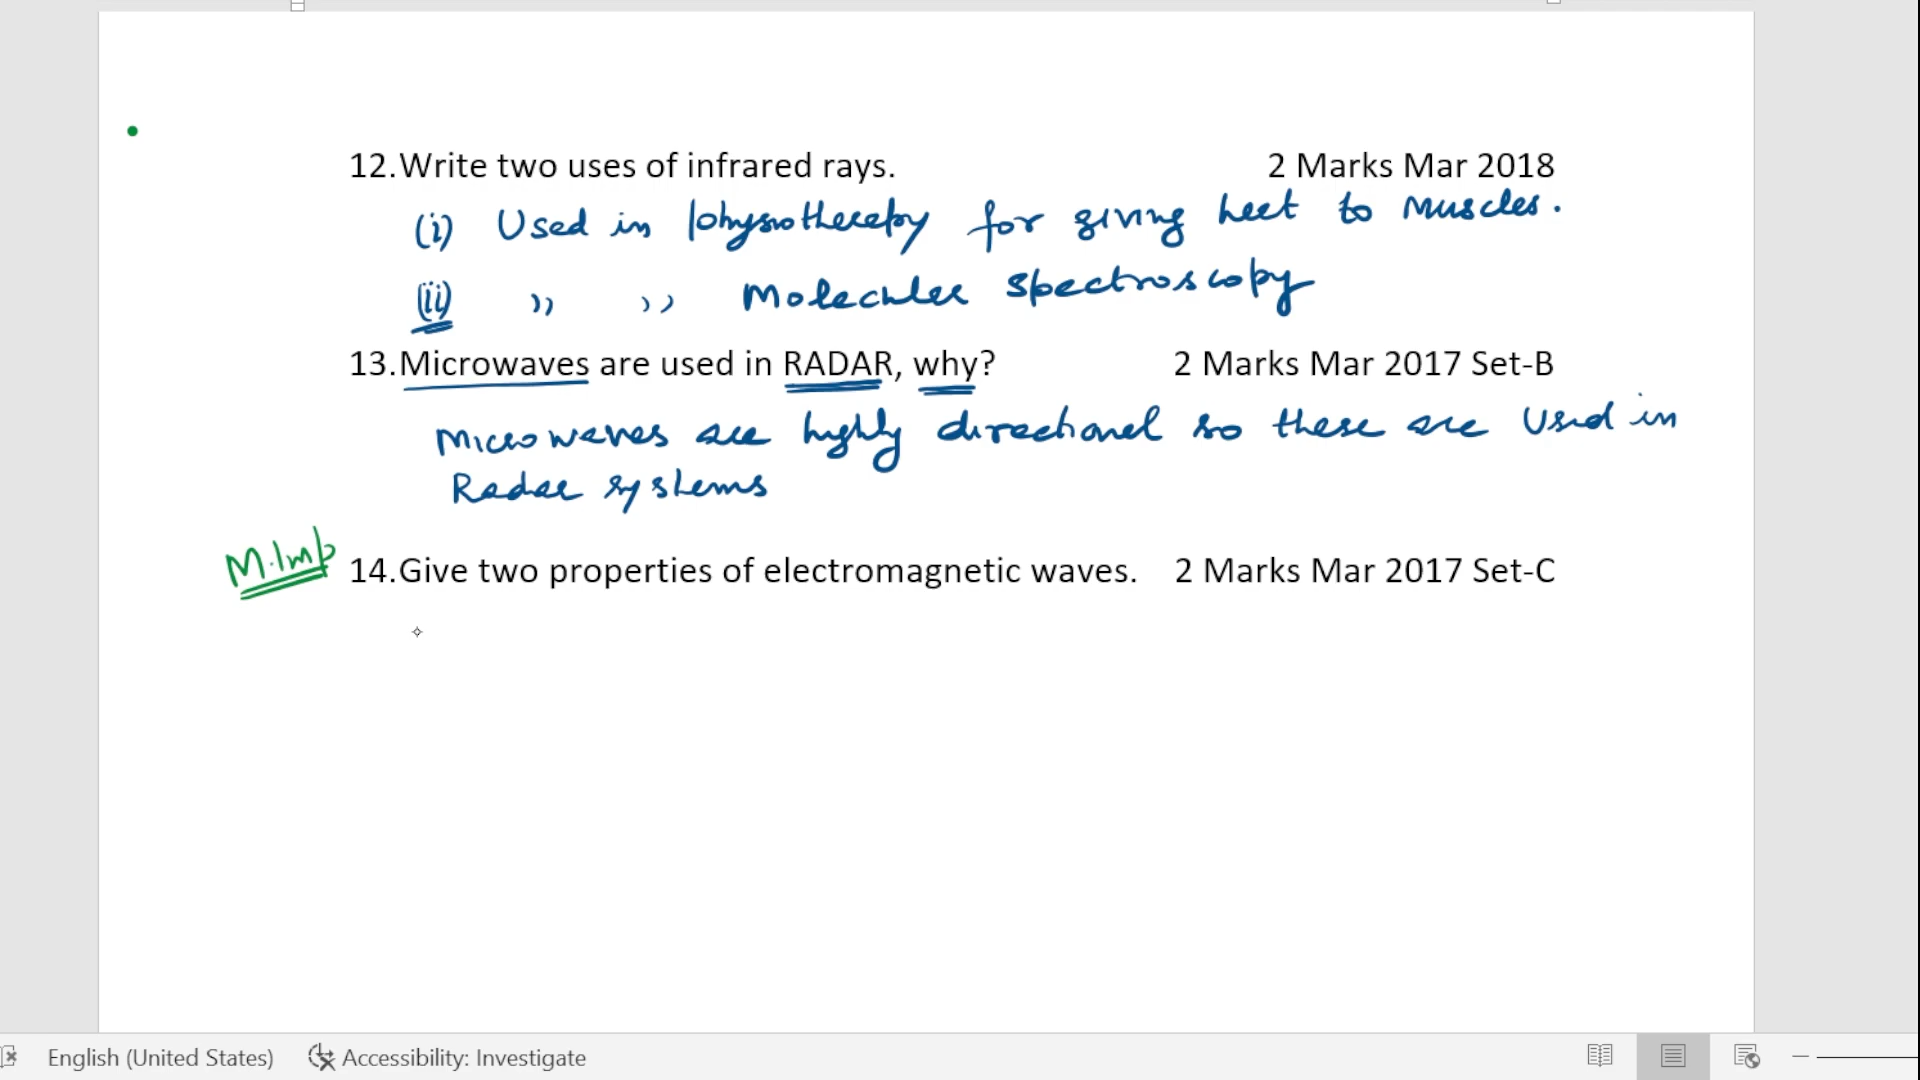 12.Write two uses of infrared rays. 2 Marks Mar 2018
(i) Used in physiotherapy for giving heat to Muscles.
(ii) " " Molecular Spectroscopy
13.Microwaves are used in RADAR, why? 2 Marks Mar 2017 Set-B
Microwaves are highly directional so these are Used in
Radar systems
M.Imp 14.Give two properties of electromagnetic waves. 2 Marks Mar 2017 Set-C
English (United States) Accessibility: Investigate